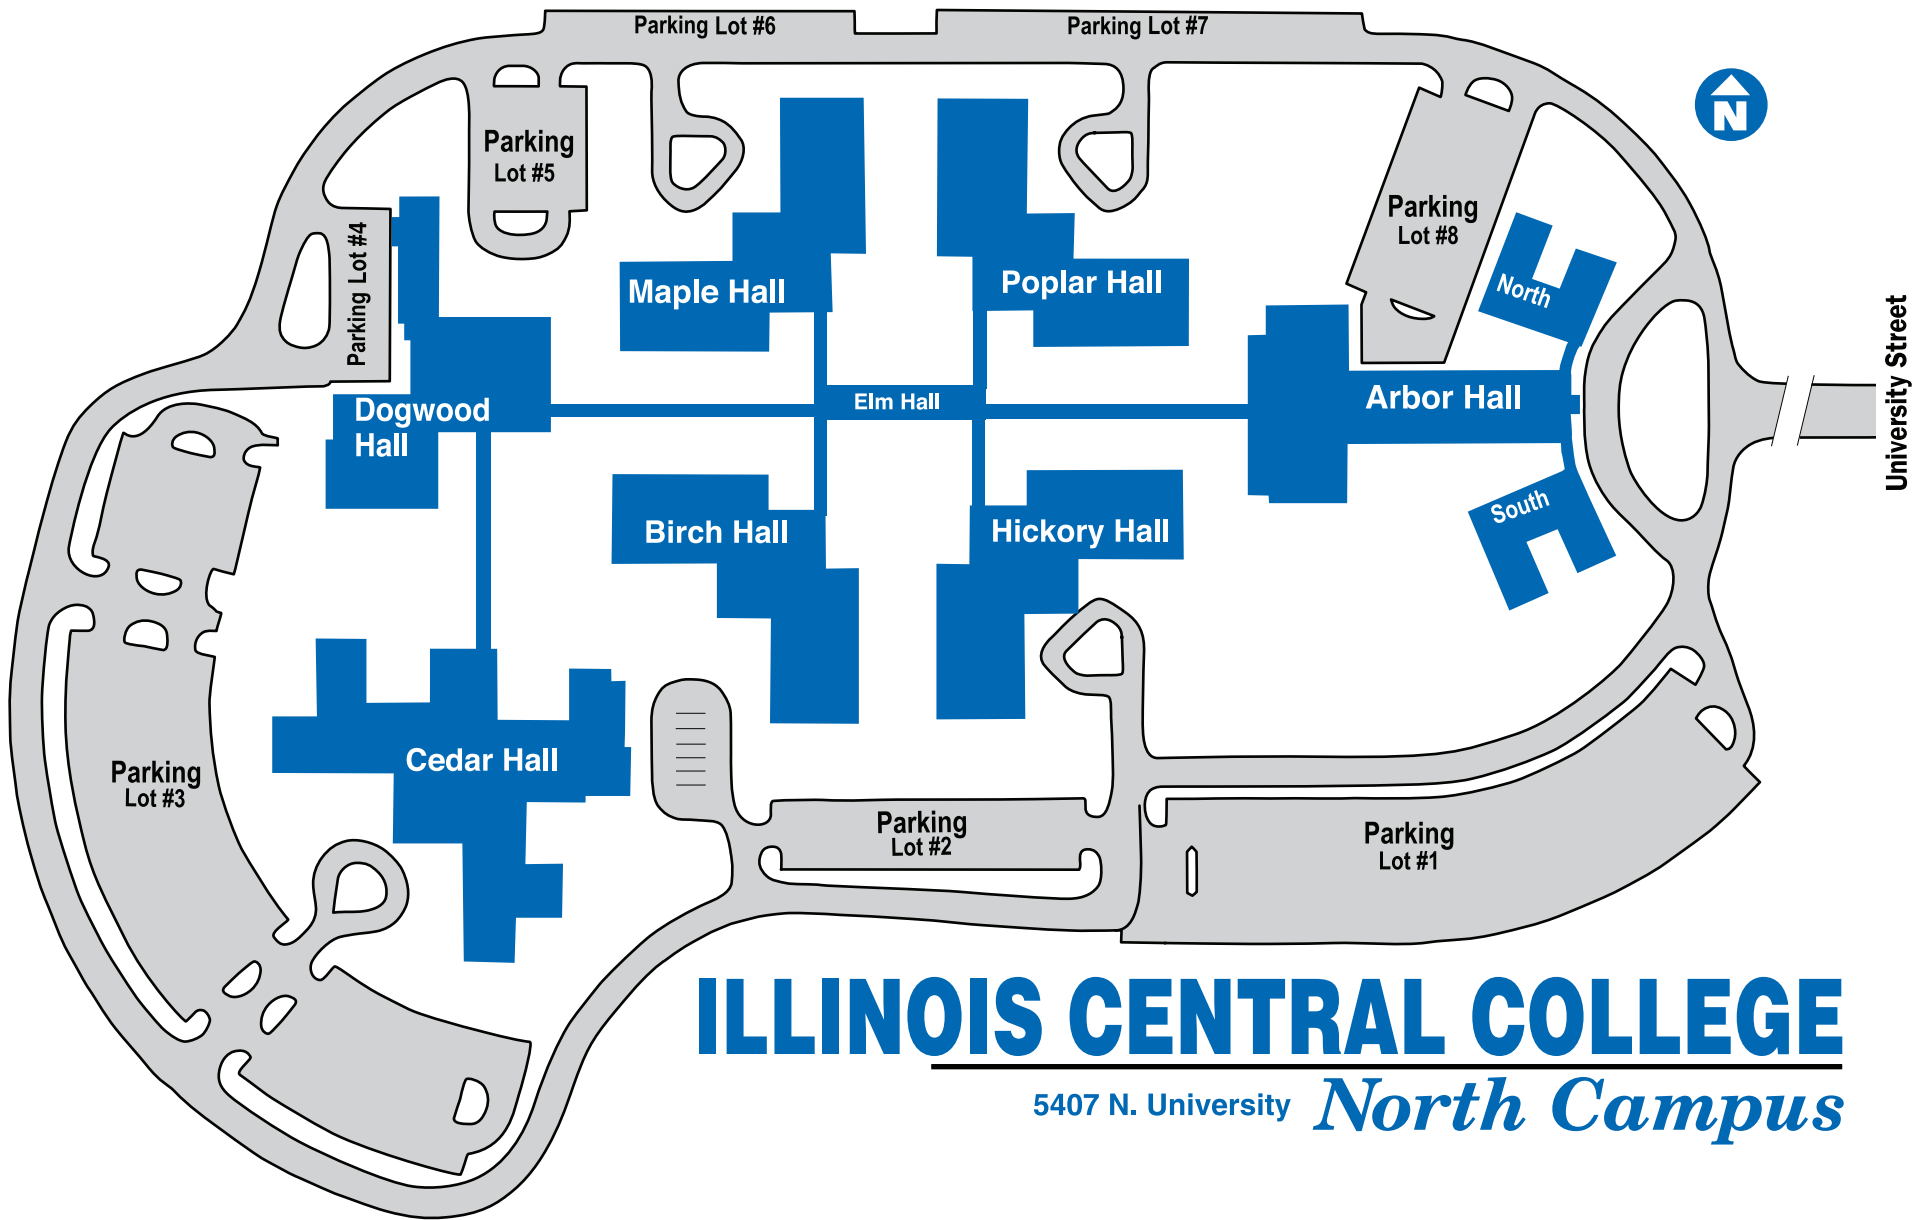 Parking Lot #6
Parking Lot #7
N
Parking
Lot #5
Parking
Lot #8
Parking Lot #4
North
Maple Hall
Poplar Hall
University Street
Elm Hall
Arbor Hall
Dogwood
Hall
South
Birch Hall
Hickory Hall
Cedar Hall
Parking
Lot #3
Parking
Lot #2
Parking
Lot #1
ILLINOIS CENTRAL COLLEGE
5407 N. University North Campus